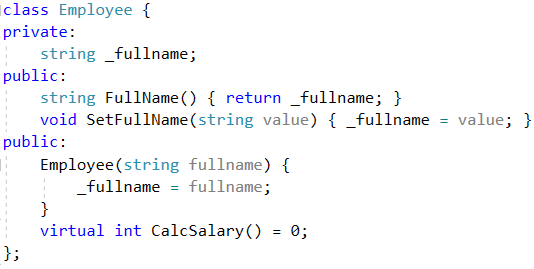 class Employee {
private:
    string _fullname;
public:
    string FullName() { return _fullname; }
    void SetFullName(string value) { _fullname = value; }
public:
    Employee(string fullname) {
        _fullname = fullname;
    }
    virtual int CalcSalary() = 0;
};